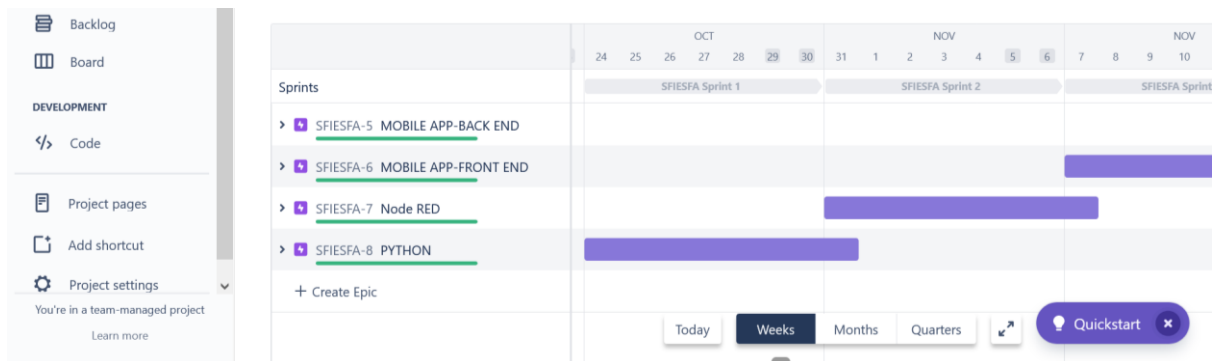 Backlog
Board
DEVELOPMENT
Code
Project pages
Add shortcut
Project settings
You're in a team-managed project
Learn more
OCT NOV NOV
24 25 26 27 28 29 30 31 1 2 3 4 5 6 7 8 9 10
Sprints SFIESFA Sprint 1 SFIESFA Sprint 2 SFIESFA Sprint
SFIESFA-5 MOBILE APP-BACK END
SFIESFA-6 MOBILE APP-FRONT END
SFIESFA-7 Node RED
SFIESFA-8 PYTHON
+ Create Epic
Today Weeks Months Quarters
Quickstart